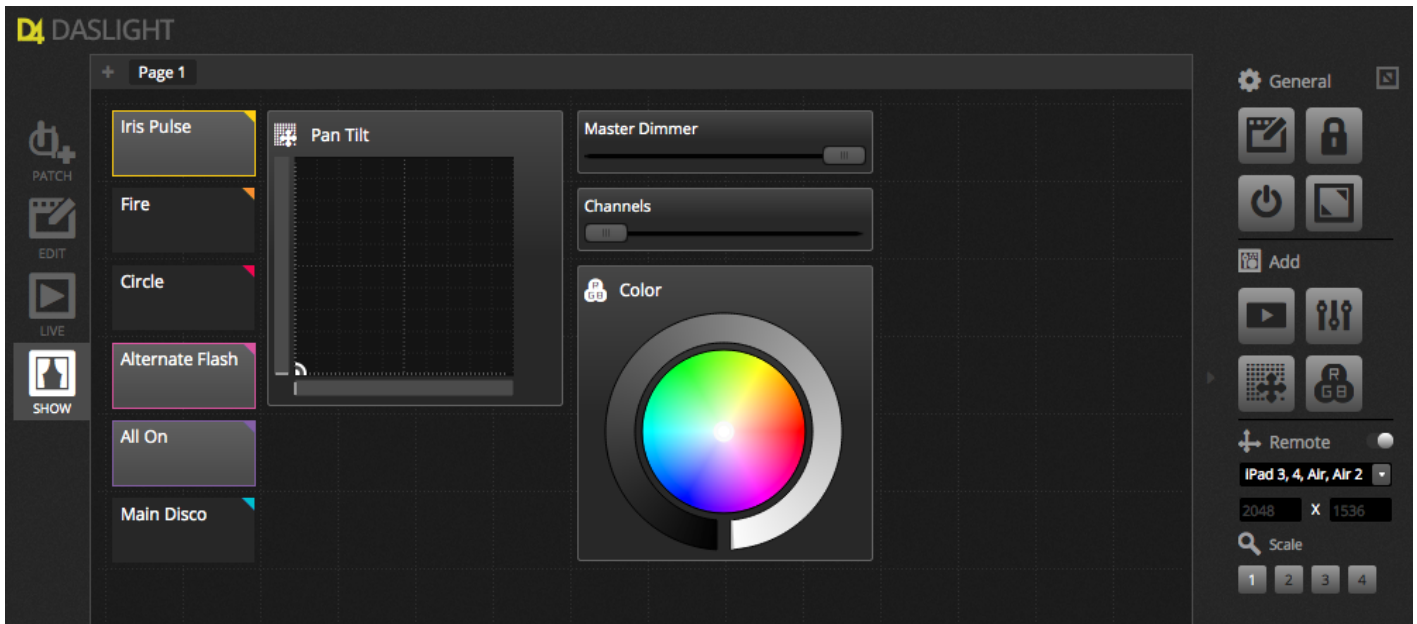 D4 DASLIGHT
+ Page 1
PATCH
EDIT
LIVE
SHOW
Iris Pulse
Fire
Circle
Alternate Flash
All On
Main Disco
Pan Tilt
Master Dimmer
Channels
R
G B
Color
General
Add
R
G B
Remote
iPad 3, 4, Air, Air 2
2048 X 1536
Scale
1 2 3 4